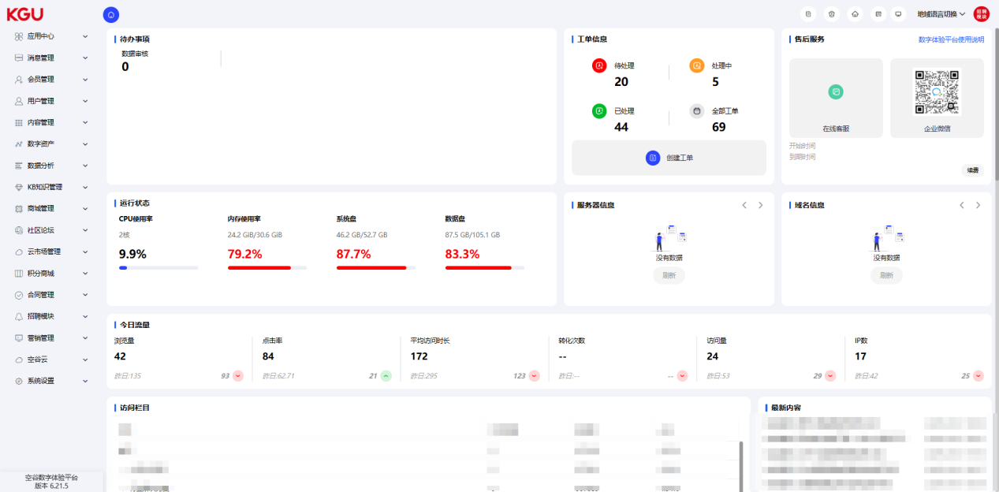 KGU
地域语言切换
招聘
模块
应用中心
消息管理
会员管理
用户管理
内容管理
数字资产
数据分析
KB知识管理
商城管理
社区论坛
云市场管理
积分商城
合同管理
招聘模块
营销管理
空谷云
系统设置
空谷数字体验平台
版本 6.21.5
待办事项
数据审核
0
工单信息
待处理
20
处理中
5
已处理
44
全部工单
69
创建工单
售后服务
数字体验平台使用说明
在线客服
企业微信
开始时间
到期时间
续费
运行状态
CPU使用率
2核
9.9%
内存使用率
24.2 GIB/30.6 GIB
79.2%
系统盘
46.2 GB/52.7 GB
87.7%
数据盘
87.5 GB/105.1 GB
83.3%
服务器信息
没有数据
刷新
域名信息
没有数据
刷新
今日流量
浏览量
42
昨日:135
93
点击率
84
昨日:62.71
21
平均访问时长
172
昨日:295
123
转化次数
--
昨日:--
--
访问量
24
昨日:53
29
IP数
17
昨日:42
25
访问栏目
最新内容